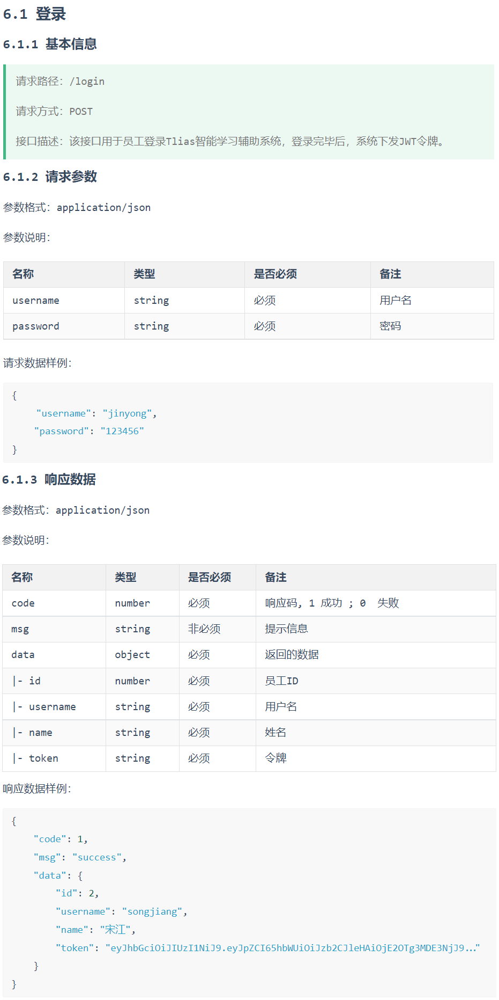 6.1 登录
6.1.1 基本信息
请求路径：/login
请求方式：POST
接口描述：该接口用于员工登录Tlias智能学习辅助系统，登录完毕后，系统下发JWT令牌。
6.1.2 请求参数
参数格式：application/json
参数说明：
名称 类型 是否必须 备注
username string 必须 用户名
password string 必须 密码
请求数据样例：
{
"username": "jinyong",
"password": "123456"
}
6.1.3 响应数据
参数格式：application/json
参数说明：
名称 类型 是否必须 备注
code number 必须 响应码, 1 成功 ; 0 失败
msg string 非必须 提示信息
data object 必须 返回的数据
|- id number 必须 员工ID
|- username string 必须 用户名
|- name string 必须 姓名
|- token string 必须 令牌
响应数据样例：
{
"code": 1,
"msg": "success",
"data": {
"id": 2,
"username": "songjiang",
"name": "宋江",
"token": "eyJhbGciOiJIUzI1NiJ9.eyJpZCI65hbWUiOiJzb2CJleHAiOjE2OTg3MDE3NjJ9..."
}
}